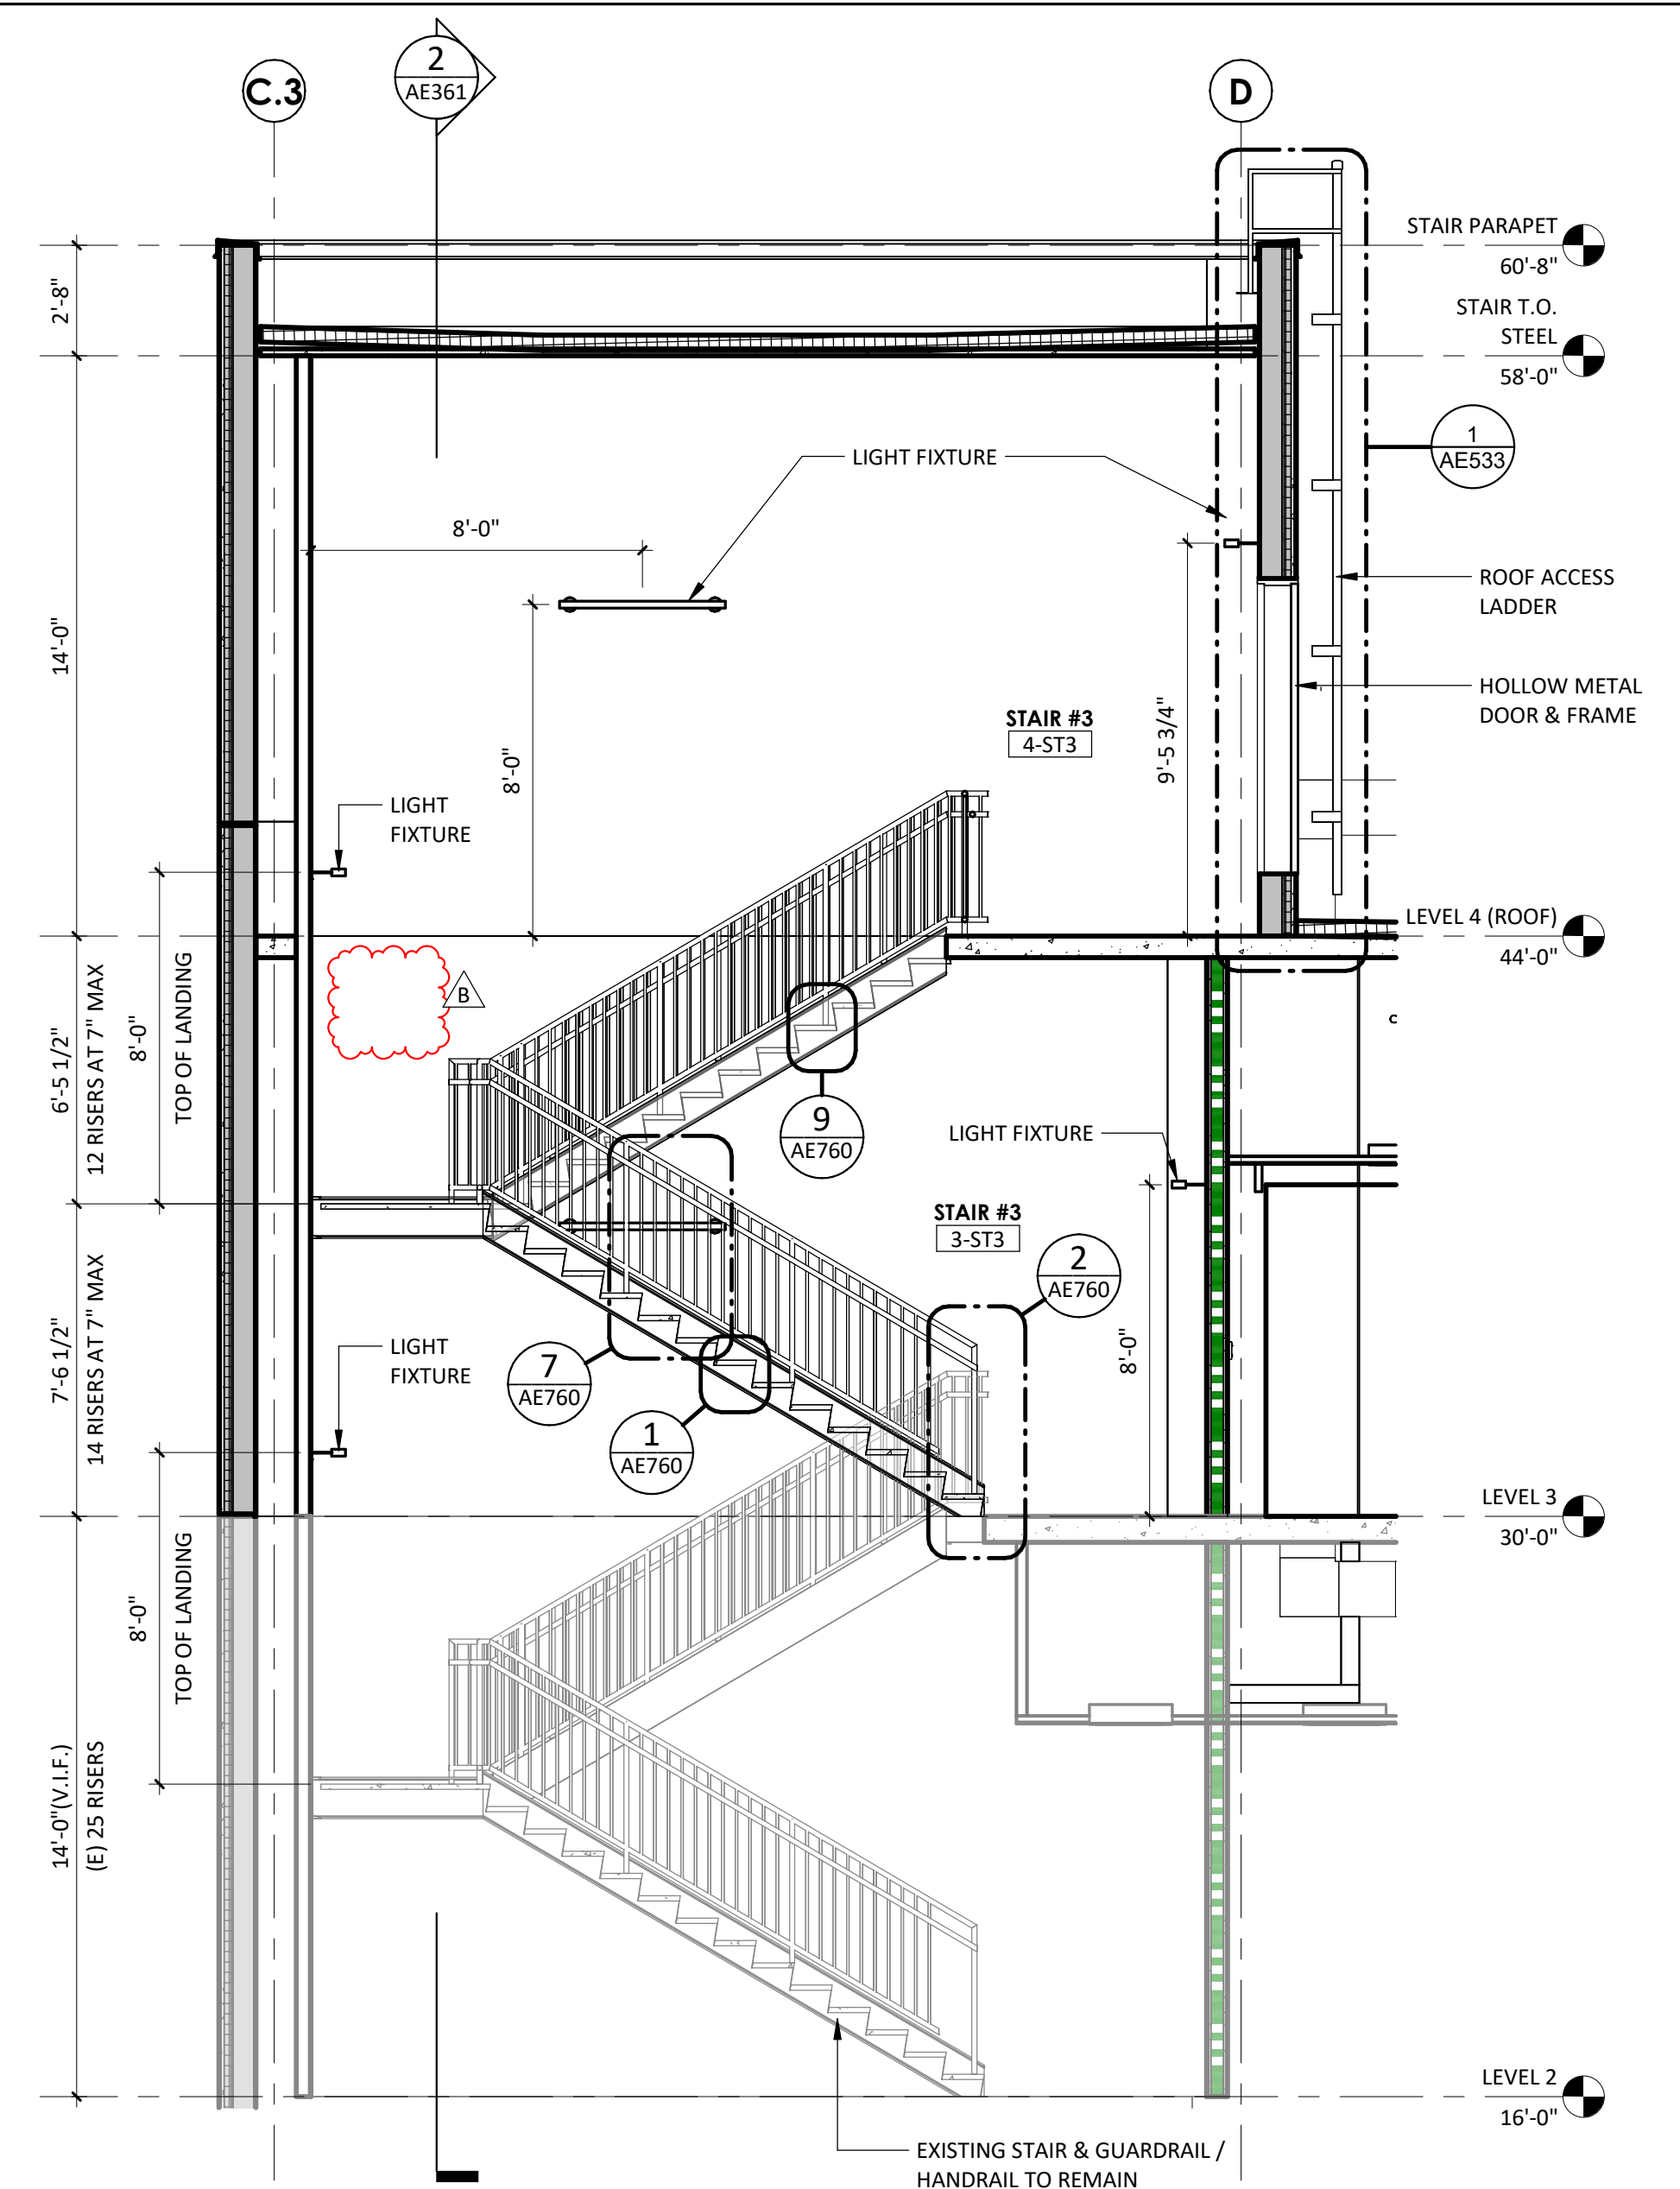 C.3
2
AE361
D
STAIR PARAPET
60'-8"
STAIR T.O.
STEEL
58'-0"
2'-8"
1
AE533
LIGHT FIXTURE
8'-0"
ROOF ACCESS
LADDER
14'-0"
HOLLOW METAL
DOOR & FRAME
STAIR #3
4-ST3
9'-5 3/4"
8'-0"
LIGHT
FIXTURE
LEVEL 4 (ROOF)
44'-0"
6'-5 1/2"
12 RISERS AT 7" MAX
8'-0"
TOP OF LANDING
B
9
AE760
LIGHT FIXTURE
STAIR #3
3-ST3
2
AE760
7'-6 1/2"
14 RISERS AT 7" MAX
LIGHT
FIXTURE
7
AE760
1
AE760
8'-0"
LEVEL 3
30'-0"
8'-0"
TOP OF LANDING
14'-0"(V.I.F.)
(E) 25 RISERS
LEVEL 2
16'-0"
EXISTING STAIR & GUARDRAIL /
HANDRAIL TO REMAIN